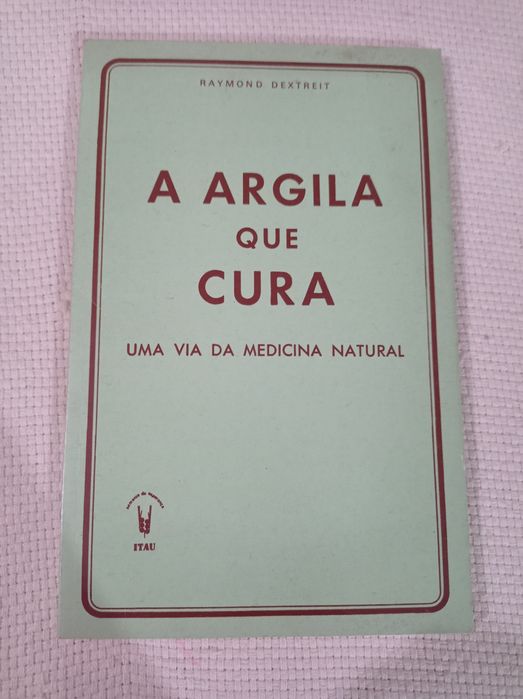 RAYMOND DEXTREIT
A ARGILA
QUE
CURA
UMA VIA DA MEDICINA NATURAL
ITAU